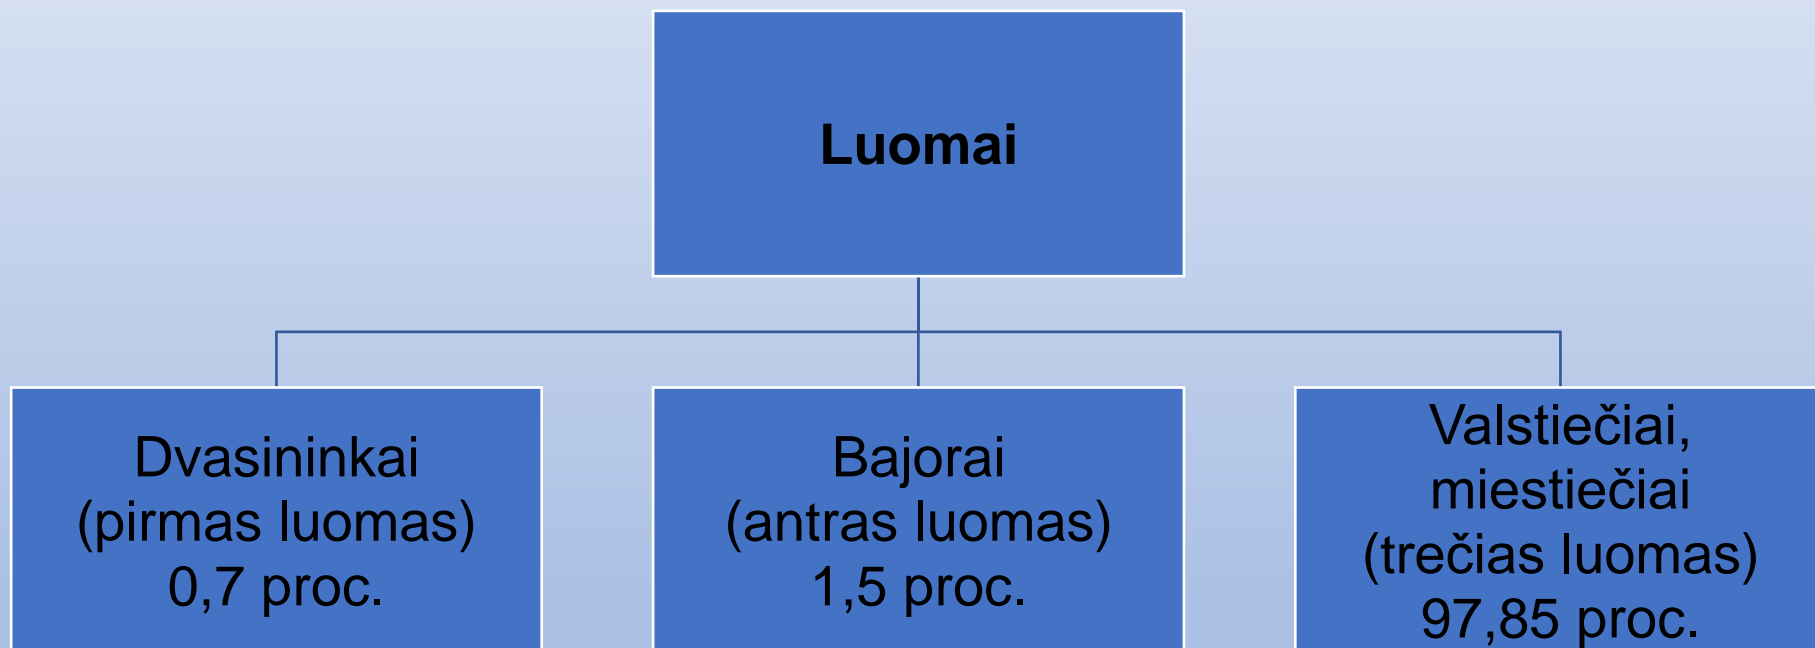 Luomai
Dvasininkai
(pirmas luomas)
0,7 proc.
Bajorai
(antras luomas)
1,5 proc.
Valstiečiai,
miestiečiai
(trečias luomas)
97,85 proc.